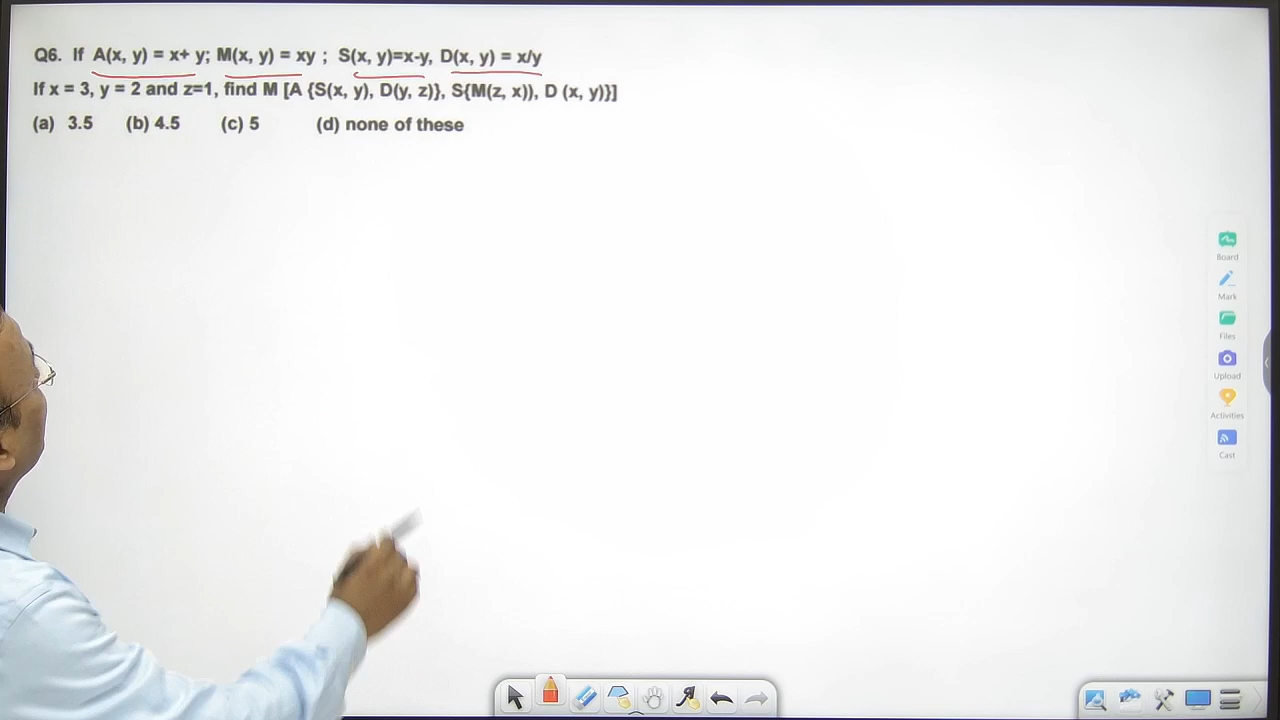 Q6. If A(x, y) = x+ y; M(x, y) = xy ; S(x, y)=x-y, D(x, y) = x/y
If x = 3, y = 2 and z=1, find M [A {S(x, y), D(y, z)}, S{M(z, x)), D (x, y)}]
(a) 3.5 (b) 4.5 (c) 5 (d) none of these
Board
Mark
Files
Upload
Activities
Cast